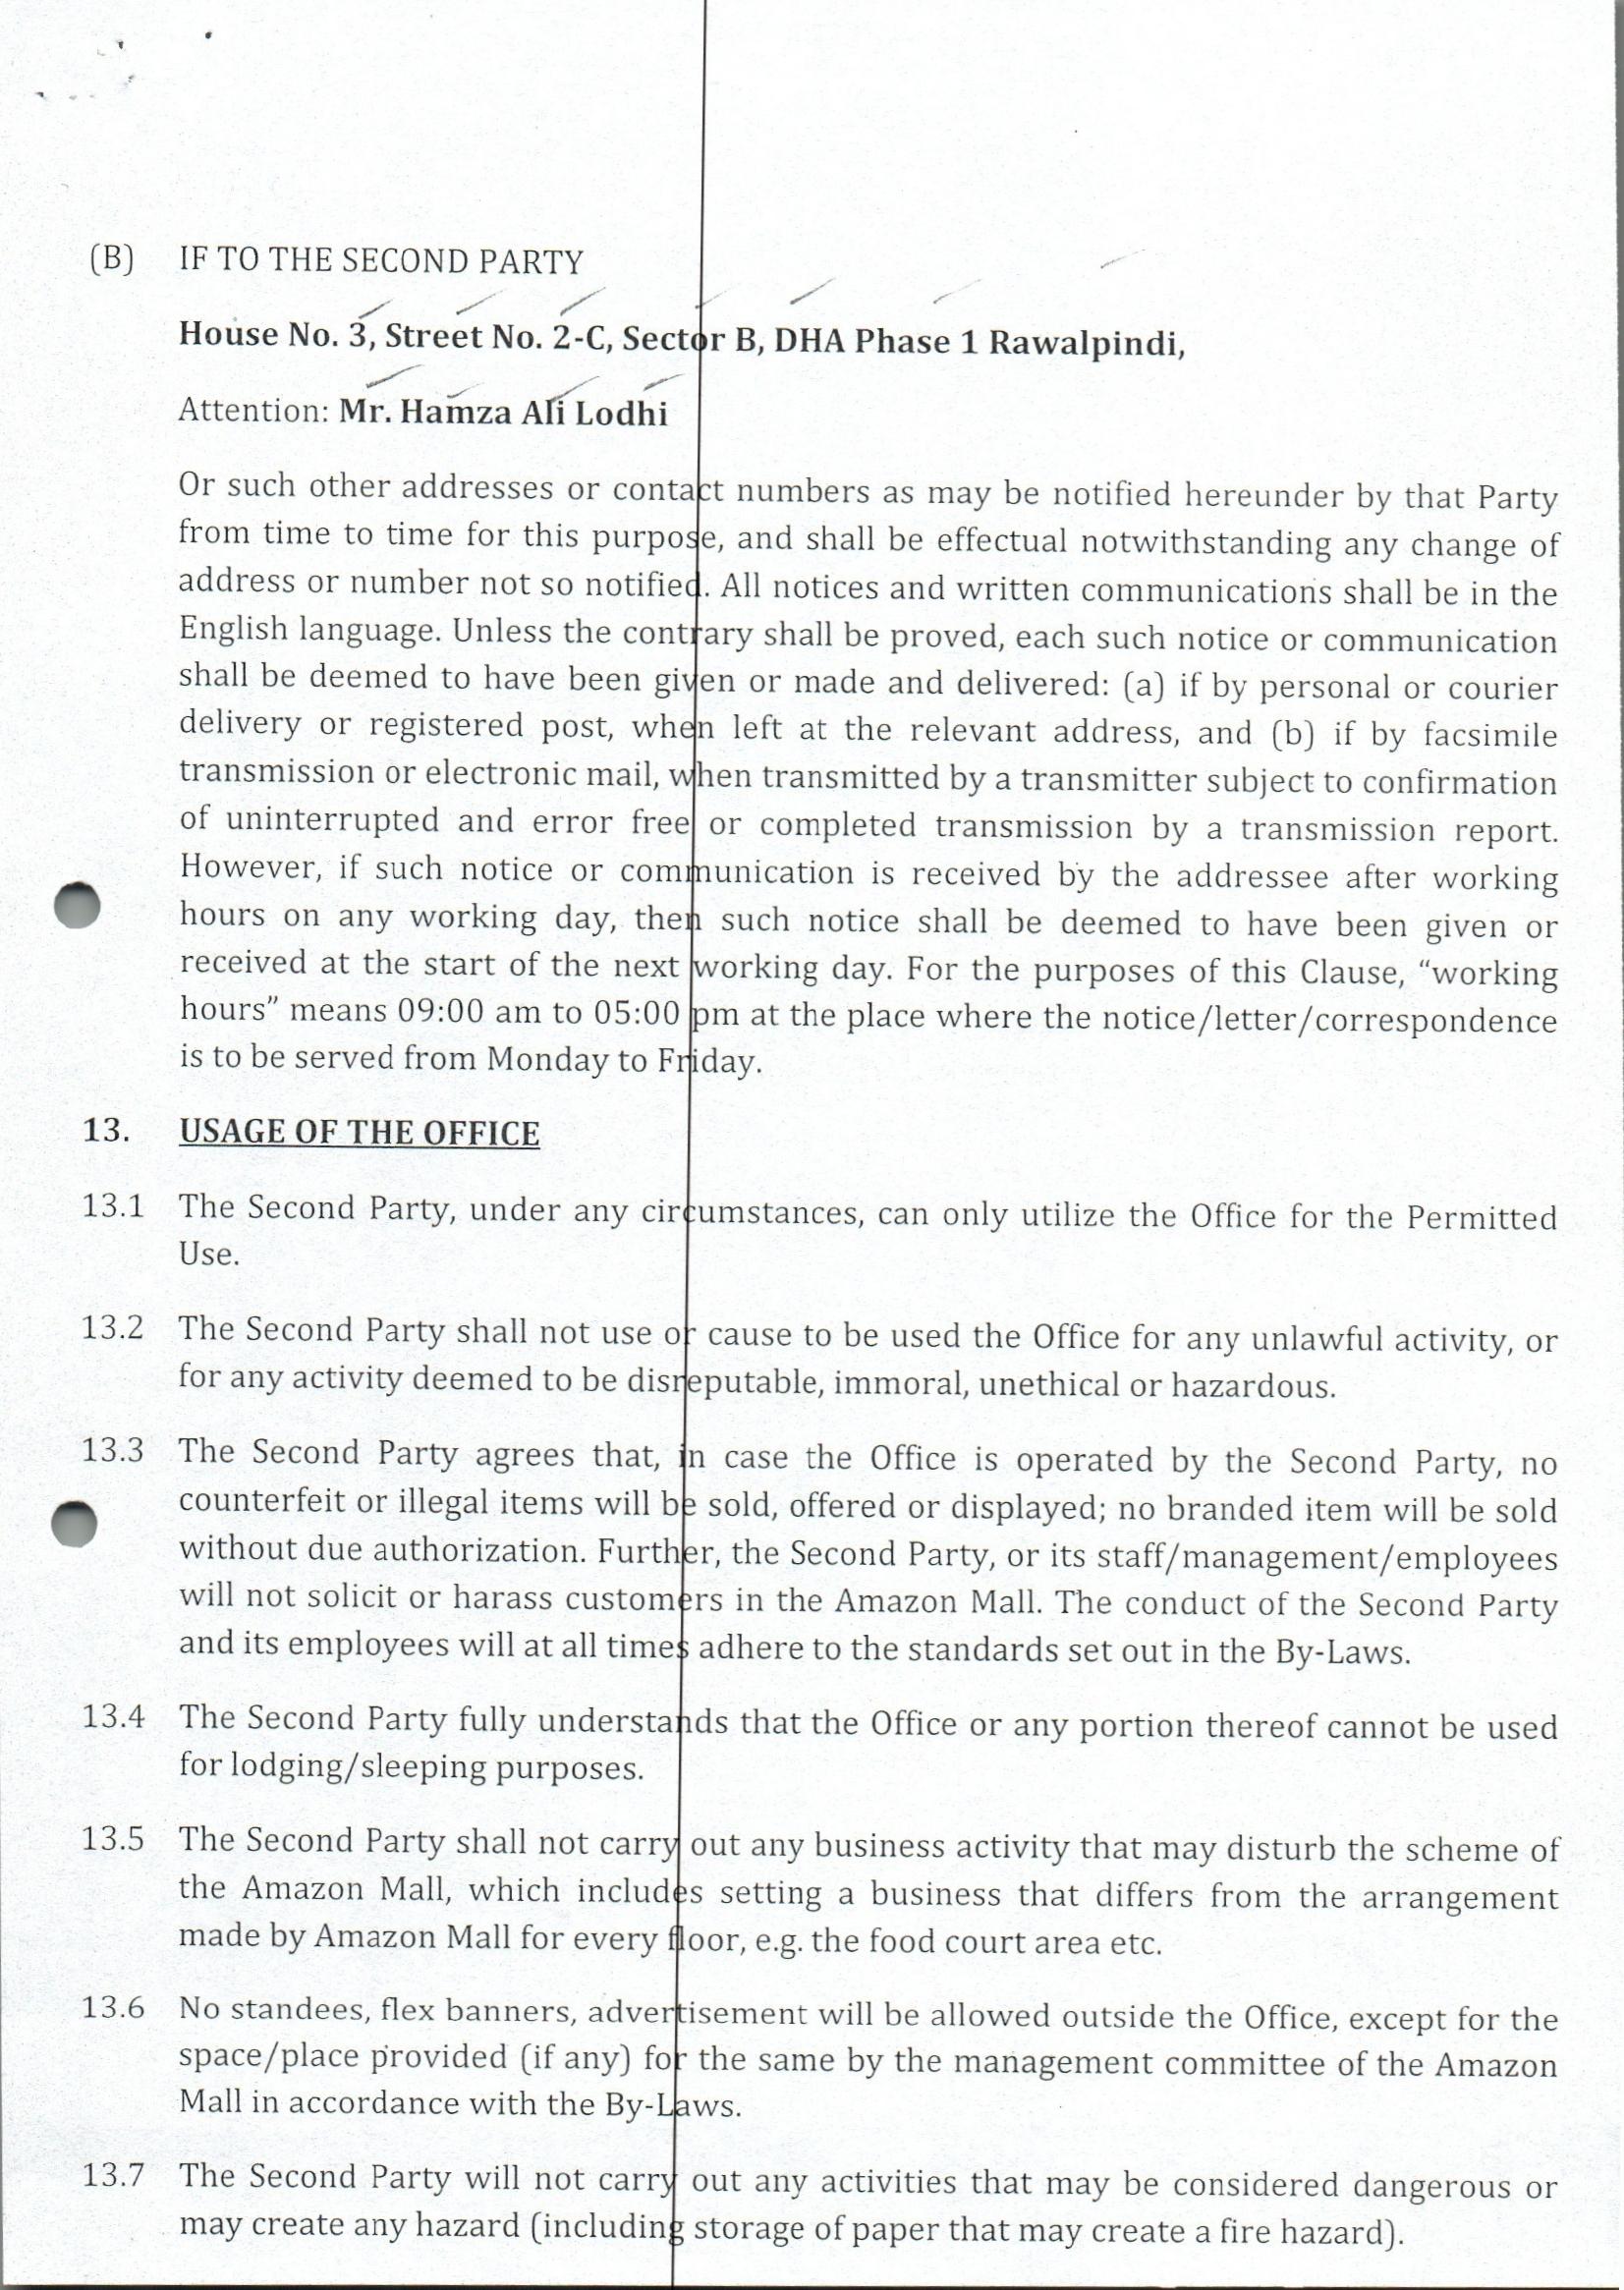 (B) IF TO THE SECOND PARTY
House No. 3, Street No. 2-C, Sector B, DHA Phase 1 Rawalpindi,
Attention: Mr. Hamza Ali Lodhi
Or such other addresses or contact numbers as may be notified hereunder by that Party
from time to time for this purpose, and shall be effectual notwithstanding any change of
address or number not so notified. All notices and written communications shall be in the
English language. Unless the contrary shall be proved, each such notice or communication
shall be deemed to have been given or made and delivered: (a) if by personal or courier
delivery or registered post, when left at the relevant address, and (b) if by facsimile
transmission or electronic mail, when transmitted by a transmitter subject to confirmation
of uninterrupted and error free or completed transmission by a transmission report.
However, if such notice or communication is received by the addressee after working
hours on any working day, then such notice shall be deemed to have been given or
received at the start of the next working day. For the purposes of this Clause, “working
hours” means 09:00 am to 05:00 pm at the place where the notice/letter/correspondence
is to be served from Monday to Friday.
13. USAGE OF THE OFFICE
13.1 The Second Party, under any circumstances, can only utilize the Office for the Permitted
Use.
13.2 The Second Party shall not use or cause to be used the Office for any unlawful activity, or
for any activity deemed to be disreputable, immoral, unethical or hazardous.
13.3 The Second Party agrees that, in case the Office is operated by the Second Party, no
counterfeit or illegal items will be sold, offered or displayed; no branded item will be sold
without due authorization. Further, the Second Party, or its staff/management/employees
will not solicit or harass customers in the Amazon Mall. The conduct of the Second Party
and its employees will at all times adhere to the standards set out in the By-Laws.
13.4 The Second Party fully understands that the Office or any portion thereof cannot be used
for lodging/sleeping purposes.
13.5 The Second Party shall not carry out any business activity that may disturb the scheme of
the Amazon Mall, which includes setting a business that differs from the arrangement
made by Amazon Mall for every floor, e.g. the food court area etc.
13.6 No standees, flex banners, advertisement will be allowed outside the Office, except for the
space/place provided (if any) for the same by the management committee of the Amazon
Mall in accordance with the By-Laws.
13.7 The Second Party will not carry out any activities that may be considered dangerous or
may create any hazard (including storage of paper that may create a fire hazard).